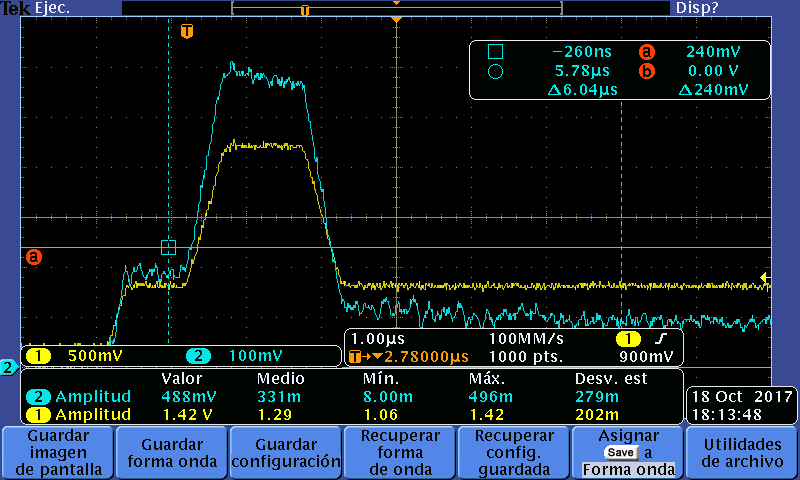 Tek Ejec. Disp?
T
T
-260ns a 240mV
5.78µs b 0.00 V
Δ6.04µs Δ240mV
a
2
1 500mV 2 100mV
1.00µs 100MM/s 1 ∫
T→▼2.78000µs 1000 pts. 900mV
Valor Medio Mín. Máx. Desv. est
2 Amplitud 488mV 331m 8.00m 496m 279m
1 Amplitud 1.42 V 1.29 1.06 1.42 202m
18 Oct 2017
18:13:48
Guardar
imagen
de pantalla
Guardar
forma onda
Guardar
configuración
Recuperar
forma
de onda
Recuperar
config.
guardada
Asignar
Save a
Forma onda
Utilidades
de archivo